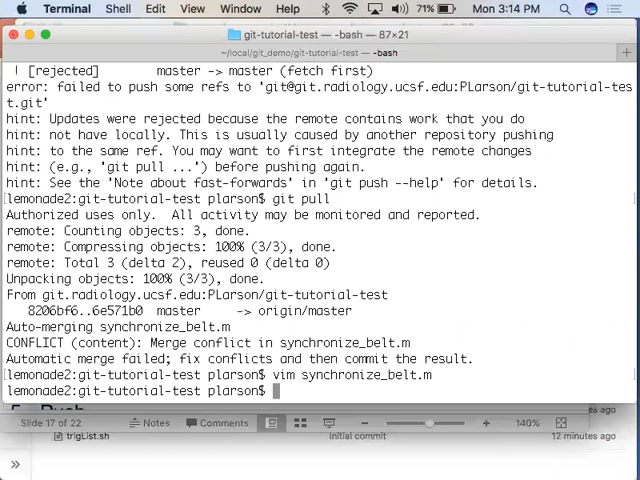 Terminal Shell Edit View Window Help 71% Mon 3:14 PM
git-tutorial-test — -bash — 87×21
~/local/git_demo/git-tutorial-test — -bash
! [rejected] master -> master (fetch first)
error: failed to push some refs to 'git@git.radiology.ucsf.edu:PLarson/git-tutorial-tes
t.git'
hint: Updates were rejected because the remote contains work that you do
hint: not have locally. This is usually caused by another repository pushing
hint: to the same ref. You may want to first integrate the remote changes
hint: (e.g., 'git pull ...') before pushing again.
hint: See the 'Note about fast-forwards' in 'git push --help' for details.
[lemonade2:git-tutorial-test plarson$ git pull ]
Authorized uses only. All activity may be monitored and reported.
remote: Counting objects: 3, done.
remote: Compressing objects: 100% (3/3), done.
remote: Total 3 (delta 2), reused 0 (delta 0)
Unpacking objects: 100% (3/3), done.
From git.radiology.ucsf.edu:PLarson/git-tutorial-test
8206bf6..6e571b0 master -> origin/master
Auto-merging synchronize_belt.m
CONFLICT (content): Merge conflict in synchronize_belt.m
Automatic merge failed; fix conflicts and then commit the result.
[lemonade2:git-tutorial-test plarson$ vim synchronize_belt.m ]
lemonade2:git-tutorial-test plarson$
es ago
Slide 17 of 22 Notes Comments 140%
trigList.sh Initial commit 12 minutes ago